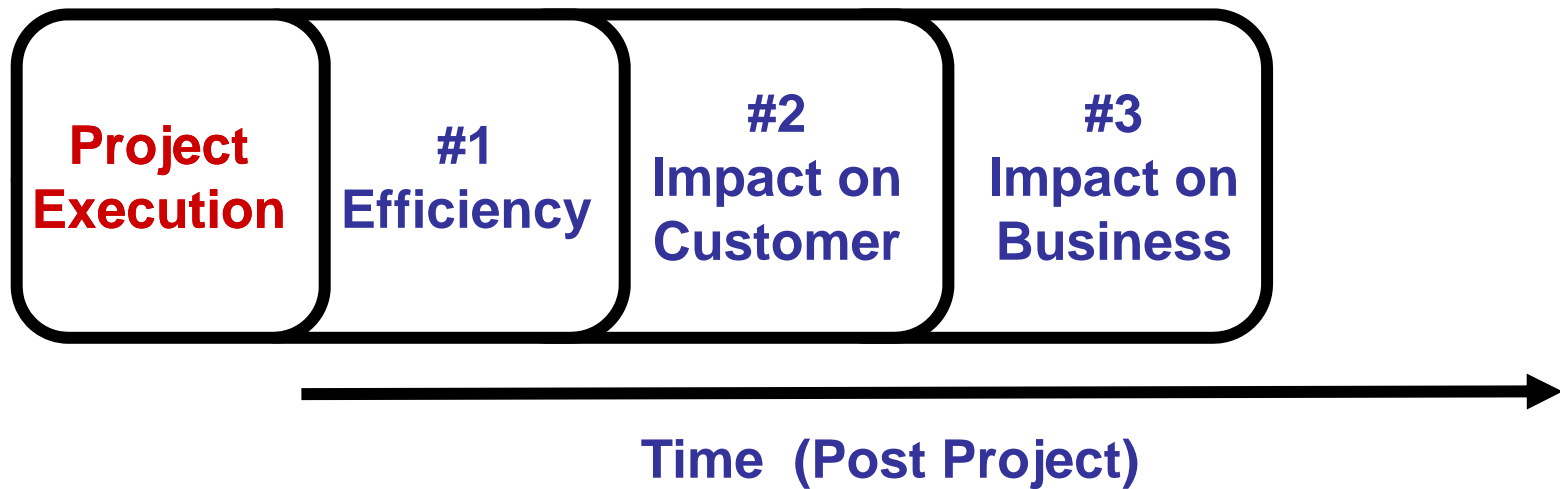 Project
Execution
#1
Efficiency
#2
Impact on
Customer
#3
Impact on
Business
Time (Post Project)